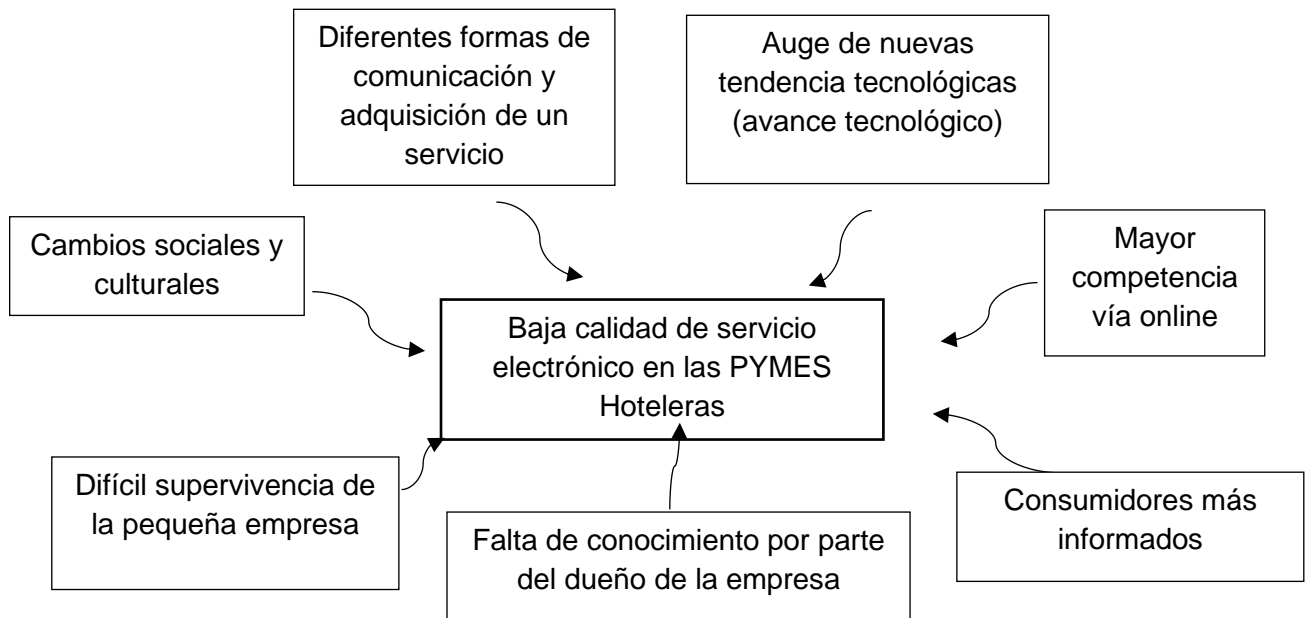 Diferentes formas de
comunicación y
adquisición de un
servicio
Auge de nuevas
tendencia tecnológicas
(avance tecnológico)
Cambios sociales y
culturales
Mayor
competencia
vía online
Baja calidad de servicio
electrónico en las PYMES
Hoteleras
Difícil supervivencia de
la pequeña empresa
Falta de conocimiento por parte
del dueño de la empresa
Consumidores más
informados